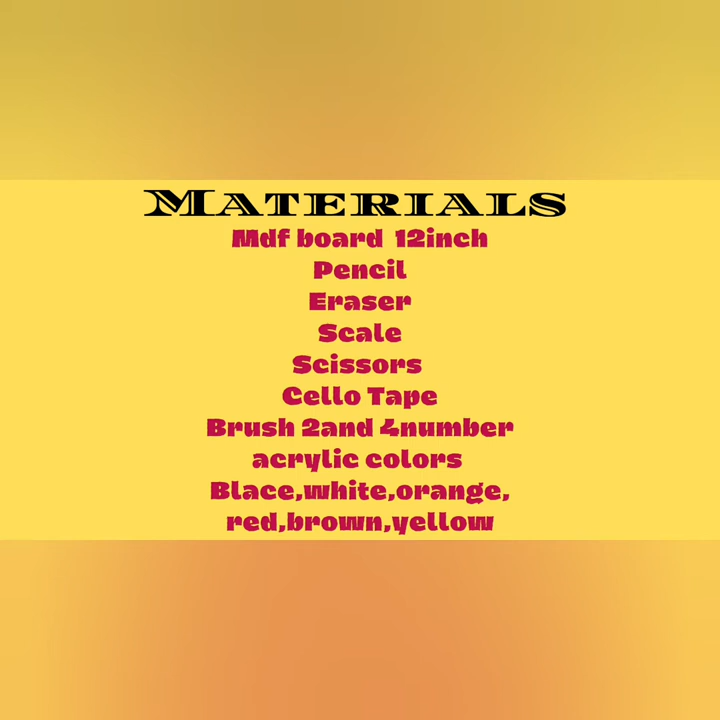 MATERIALS
Mdf board 12inch
Pencil
Eraser
Scale
Scissors
Cello Tape
Brush 2and 4number
acrylic colors
Blace,white,orange,
red,brown,yellow